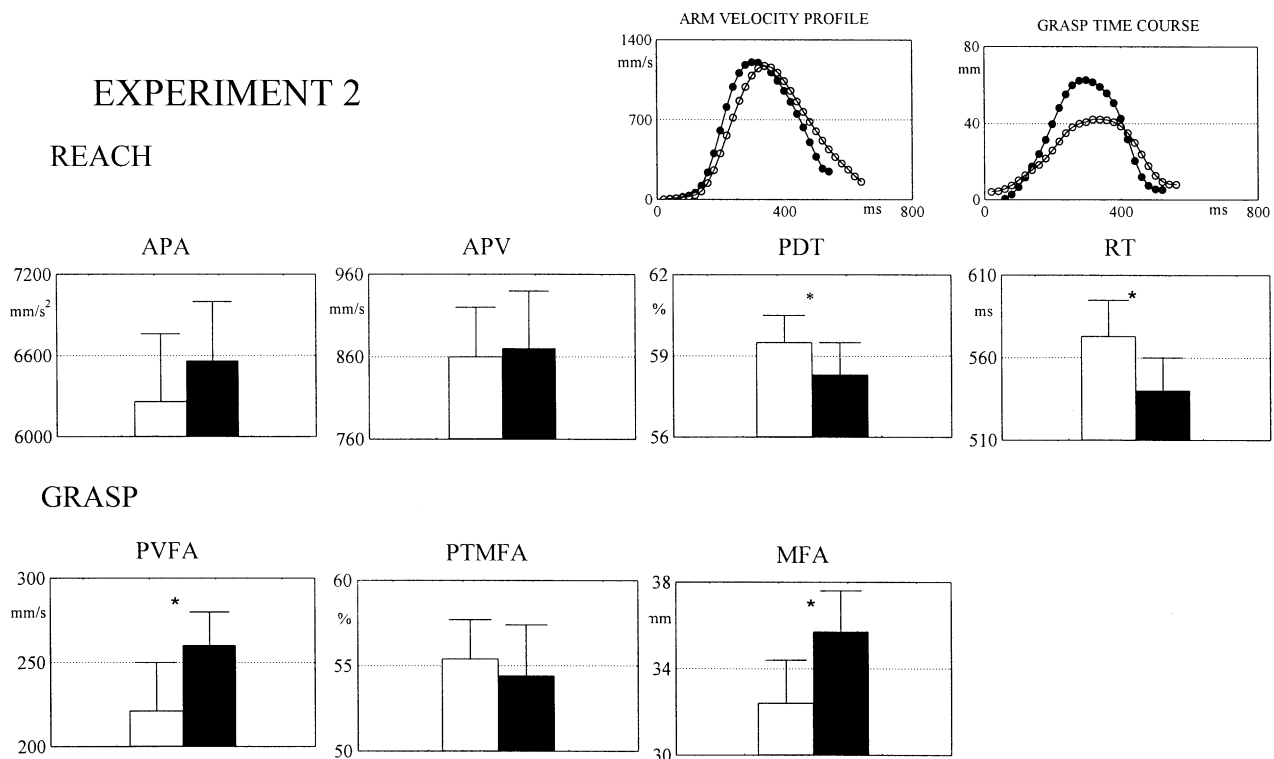 EXPERIMENT 2
REACH
ARM VELOCITY PROFILE
1400
mm/s
700
0
0 400 ms 800
GRASP TIME COURSE
80
mm
40
0
0 400 ms 800
APA
7200
mm/s²
6600
6000
APV
960
mm/s
860
760
PDT
62
%
59
56
*
RT
610
ms
560
510
*
GRASP
PVFA
300
mm/s
250
200
*
PTMFA
60
%
55
50
MFA
38
mm
34
30
*